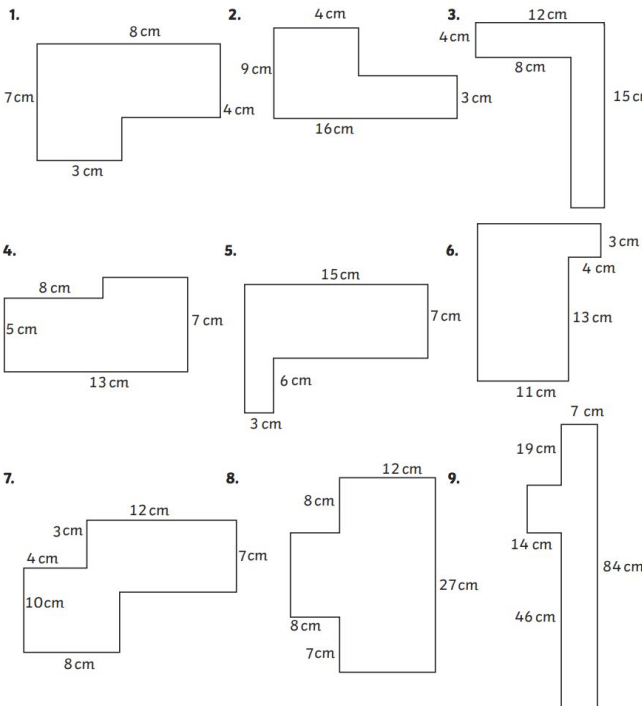 1.
8 cm
7 cm
4 cm
3 cm
2.
4 cm
9 cm
3 cm
16 cm
3.
12 cm
4 cm
8 cm
15 c
4.
8 cm
5 cm
7 cm
13 cm
5.
15 cm
7 cm
6 cm
3 cm
6.
3 cm
4 cm
13 cm
11 cm
7.
12 cm
3 cm
4 cm
7 cm
10 cm
8 cm
8.
12 cm
8 cm
27 cm
8 cm
7 cm
9.
7 cm
19 cm
14 cm
84 cm
46 cm